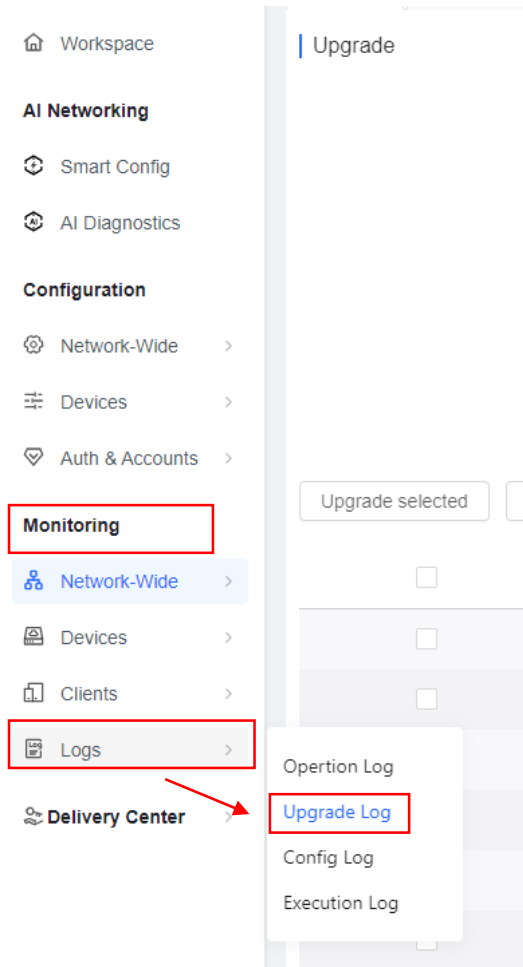 Workspace
AI Networking
Smart Config
AI Diagnostics
Configuration
Network-Wide
Devices
Auth & Accounts
Monitoring
Network-Wide
Devices
Clients
Logs
Delivery Center
Upgrade
Upgrade selected
Opertion Log
Upgrade Log
Config Log
Execution Log